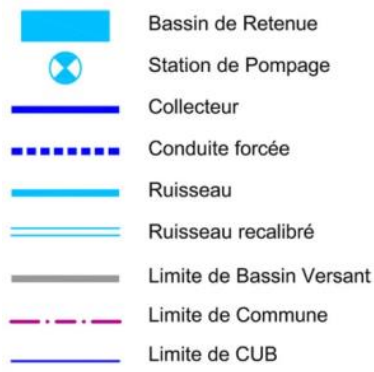 Bassin de Retenue
Station de Pompage
Collecteur
Conduite forcée
Ruisseau
Ruisseau recalibré
Limite de Bassin Versant
Limite de Commune
Limite de CUB